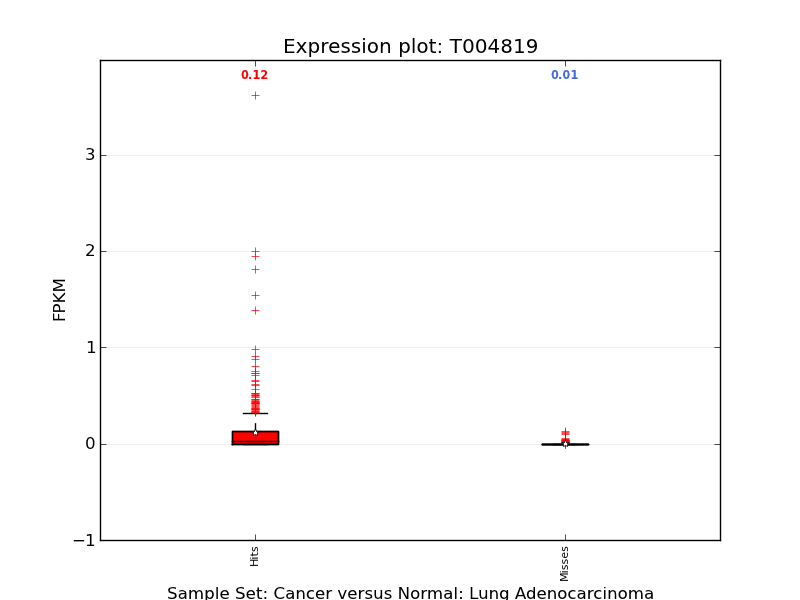 Expression plot: T004819
0.12
0.01
3
2
1
0
−1
FPKM
Hits
Misses
Sample Set: Cancer versus Normal: Lung Adenocarcinoma